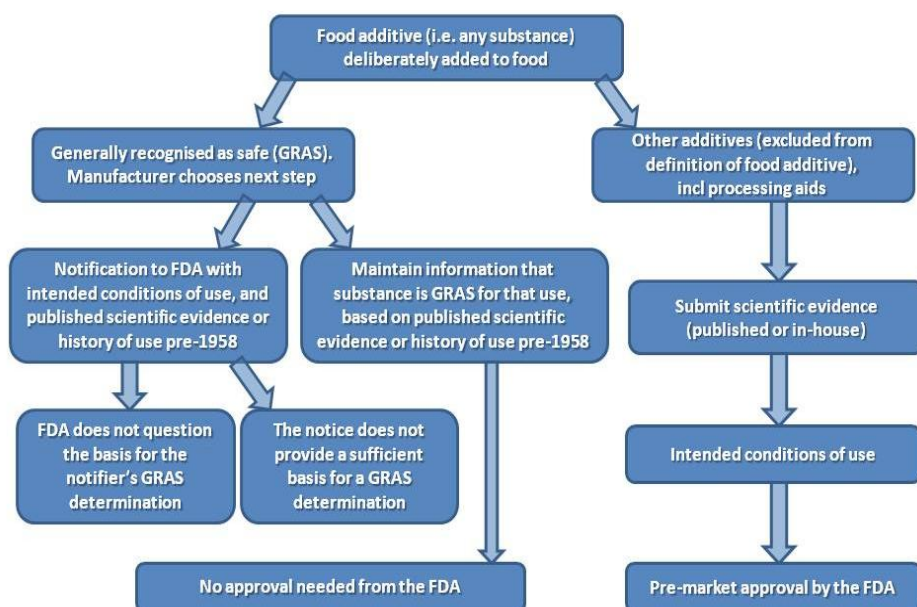 Food additive (i.e. any substance)
deliberately added to food
Generally recognised as safe (GRAS).
Manufacturer chooses next step
Other additives (excluded from
definition of food additive),
incl processing aids
Notification to FDA with
intended conditions of use, and
published scientific evidence or
history of use pre-1958
Maintain information that
substance is GRAS for that use,
based on published scientific
evidence or history of use pre-1958
Submit scientific evidence
(published or in-house)
FDA does not question
the basis for the
notifier's GRAS
determination
The notice does not
provide a sufficient
basis for a GRAS
determination
Intended conditions of use
No approval needed from the FDA
Pre-market approval by the FDA